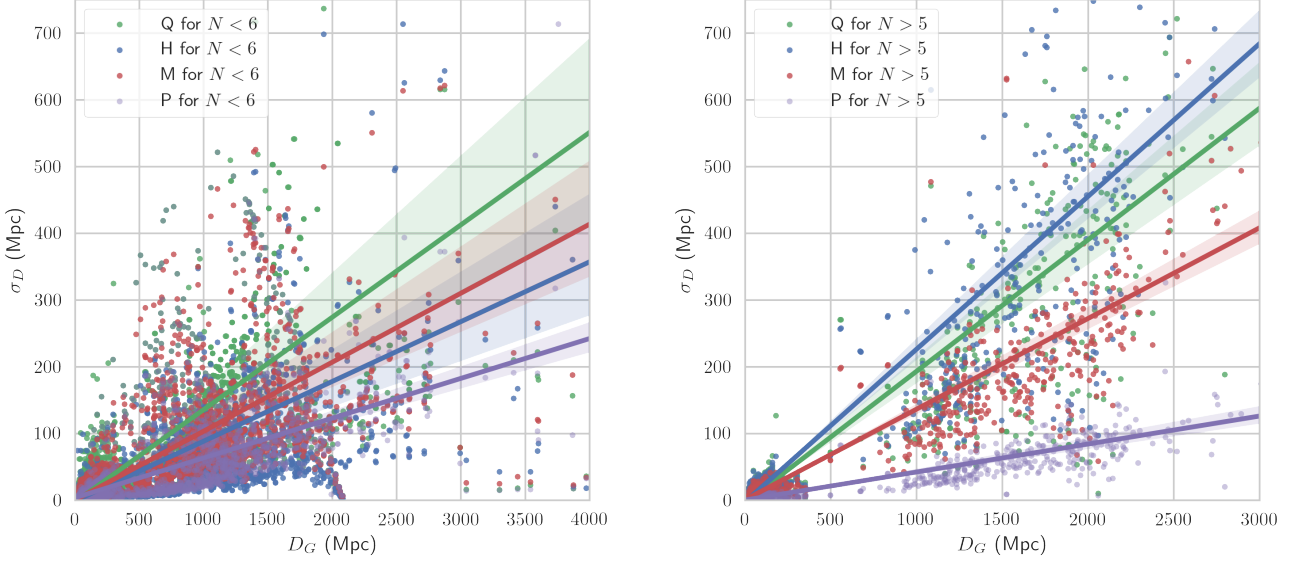 700
600
500
400
300
200
100
0
σ_D (Mpc)
Q for N < 6
H for N < 6
M for N < 6
P for N < 6
0 500 1000 1500 2000 2500 3000 3500 4000
D_G (Mpc)
700
600
500
400
300
200
100
0
σ_D (Mpc)
Q for N > 5
H for N > 5
M for N > 5
P for N > 5
0 500 1000 1500 2000 2500 3000
D_G (Mpc)